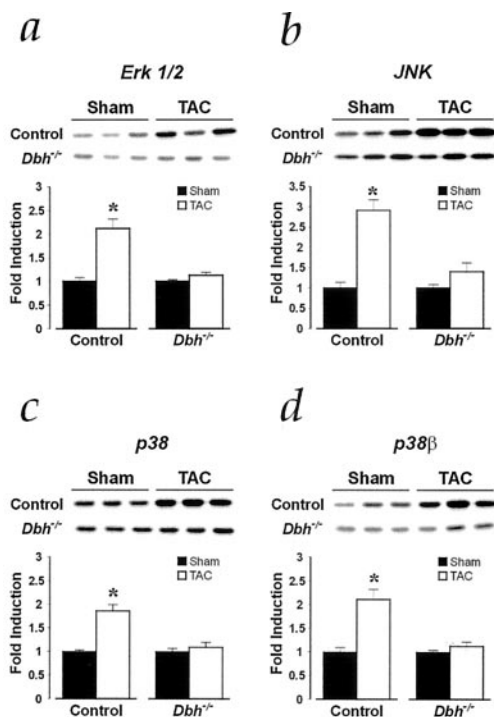 a
Erk 1/2
Sham TAC
Control
Dbh-/-
3
2.5
2
1.5
1
0.5
0
Fold Induction
Sham
TAC
*
Control Dbh-/-
b
JNK
Sham TAC
Control
Dbh-/-
3.5
3
2.5
2
1.5
1
0.5
0
Fold Induction
Sham
TAC
*
Control Dbh-/-
c
p38
Sham TAC
Control
Dbh-/-
3
2.5
2
1.5
1
0.5
0
Fold Induction
Sham
TAC
*
Control Dbh-/-
d
p38β
Sham TAC
Control
Dbh-/-
3
2.5
2
1.5
1
0.5
0
Fold Induction
Sham
TAC
*
Control Dbh-/-